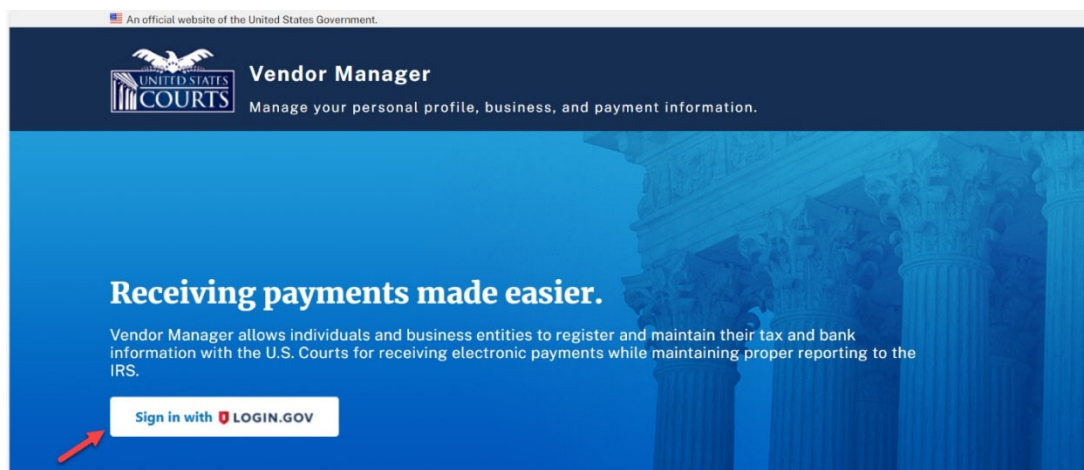 An official website of the United States Government.
UNITED STATES
COURTS
Vendor Manager
Manage your personal profile, business, and payment information.
Receiving payments made easier.
Vendor Manager allows individuals and business entities to register and maintain their tax and bank
information with the U.S. Courts for receiving electronic payments while maintaining proper reporting to the
IRS.
Sign in with LOGIN.GOV